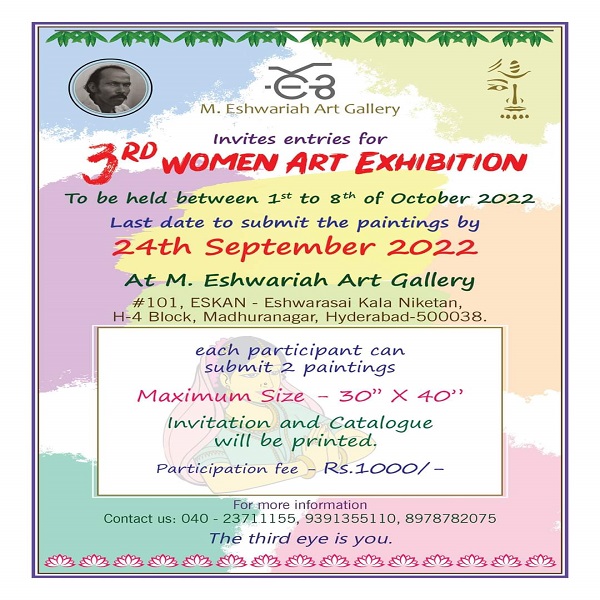 M. Eshwariah Art Gallery
Invites entries for
3RD WOMEN ART EXHIBITION
To be held between 1st to 8th of October 2022
Last date to submit the paintings by
24th September 2022
At M. Eshwariah Art Gallery
#101, ESKAN - Eshwarasai Kala Niketan,
H-4 Block, Madhuranagar, Hyderabad-500038.
each participant can
submit 2 paintings
Maximum Size - 30" X 40''
Invitation and Catalogue
will be printed.
Participation fee - Rs.1000/-
For more information
Contact us: 040 - 23711155, 9391355110, 8978782075
The third eye is you.